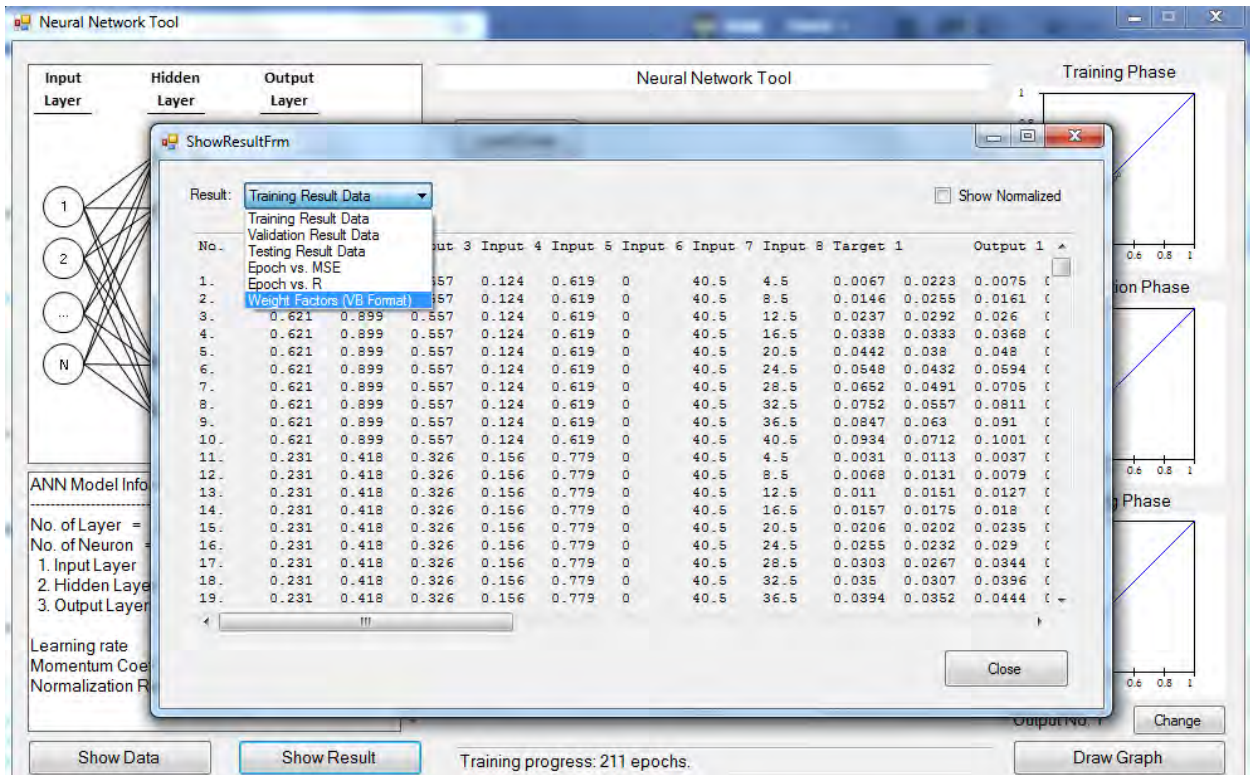 Neural Network Tool
Input Hidden Output
Layer Layer Layer
Neural Network Tool
Training Phase
1
ShowResultFrm
1
2
...
N
Result: Training Result Data
Show Normalized
Training Result Data
Validation Result Data
Testing Result Data
Epoch vs. MSE
Epoch vs. R
Weight Factors (VB Format)
No. 3 Input 4 Input 5 Input 6 Input 7 Input 8 Target 1 Output 1
1. 0.124 0.619 0 40.5 4.5 0.0067 0.0223 0.0075
2. 0.124 0.619 0 40.5 8.5 0.0146 0.0255 0.0161
3. 0.621 0.899 0.557 0.124 0.619 0 40.5 12.5 0.0237 0.0292 0.026
4. 0.621 0.899 0.557 0.124 0.619 0 40.5 16.5 0.0338 0.0333 0.0368
5. 0.621 0.899 0.557 0.124 0.619 0 40.5 20.5 0.0442 0.038 0.048
6. 0.621 0.899 0.557 0.124 0.619 0 40.5 24.5 0.0548 0.0432 0.0594
7. 0.621 0.899 0.557 0.124 0.619 0 40.5 28.5 0.0652 0.0491 0.0705
8. 0.621 0.899 0.557 0.124 0.619 0 40.5 32.5 0.0752 0.0557 0.0811
9. 0.621 0.899 0.557 0.124 0.619 0 40.5 36.5 0.0847 0.063 0.091
10. 0.621 0.899 0.557 0.124 0.619 0 40.5 40.5 0.0934 0.0712 0.1001
11. 0.231 0.418 0.326 0.156 0.779 0 40.5 4.5 0.0031 0.0113 0.0037
12. 0.231 0.418 0.326 0.156 0.779 0 40.5 8.5 0.0068 0.0131 0.0079
13. 0.231 0.418 0.326 0.156 0.779 0 40.5 12.5 0.011 0.0151 0.0127
14. 0.231 0.418 0.326 0.156 0.779 0 40.5 16.5 0.0157 0.0175 0.018
15. 0.231 0.418 0.326 0.156 0.779 0 40.5 20.5 0.0206 0.0202 0.0235
16. 0.231 0.418 0.326 0.156 0.779 0 40.5 24.5 0.0255 0.0232 0.029
17. 0.231 0.418 0.326 0.156 0.779 0 40.5 28.5 0.0303 0.0267 0.0344
18. 0.231 0.418 0.326 0.156 0.779 0 40.5 32.5 0.035 0.0307 0.0396
19. 0.231 0.418 0.326 0.156 0.779 0 40.5 36.5 0.0394 0.0352 0.0444
Close
0.6 0.8 1
ion Phase
0.6 0.8 1
Phase
0.6 0.8 1
ANN Model Info
No. of Layer =
No. of Neuron =
1. Input Layer
2. Hidden Laye
3. Output Layer
Learning rate
Momentum Coe
Normalization R
Output No. 1
Change
Show Data
Show Result
Training progress: 211 epochs.
Draw Graph